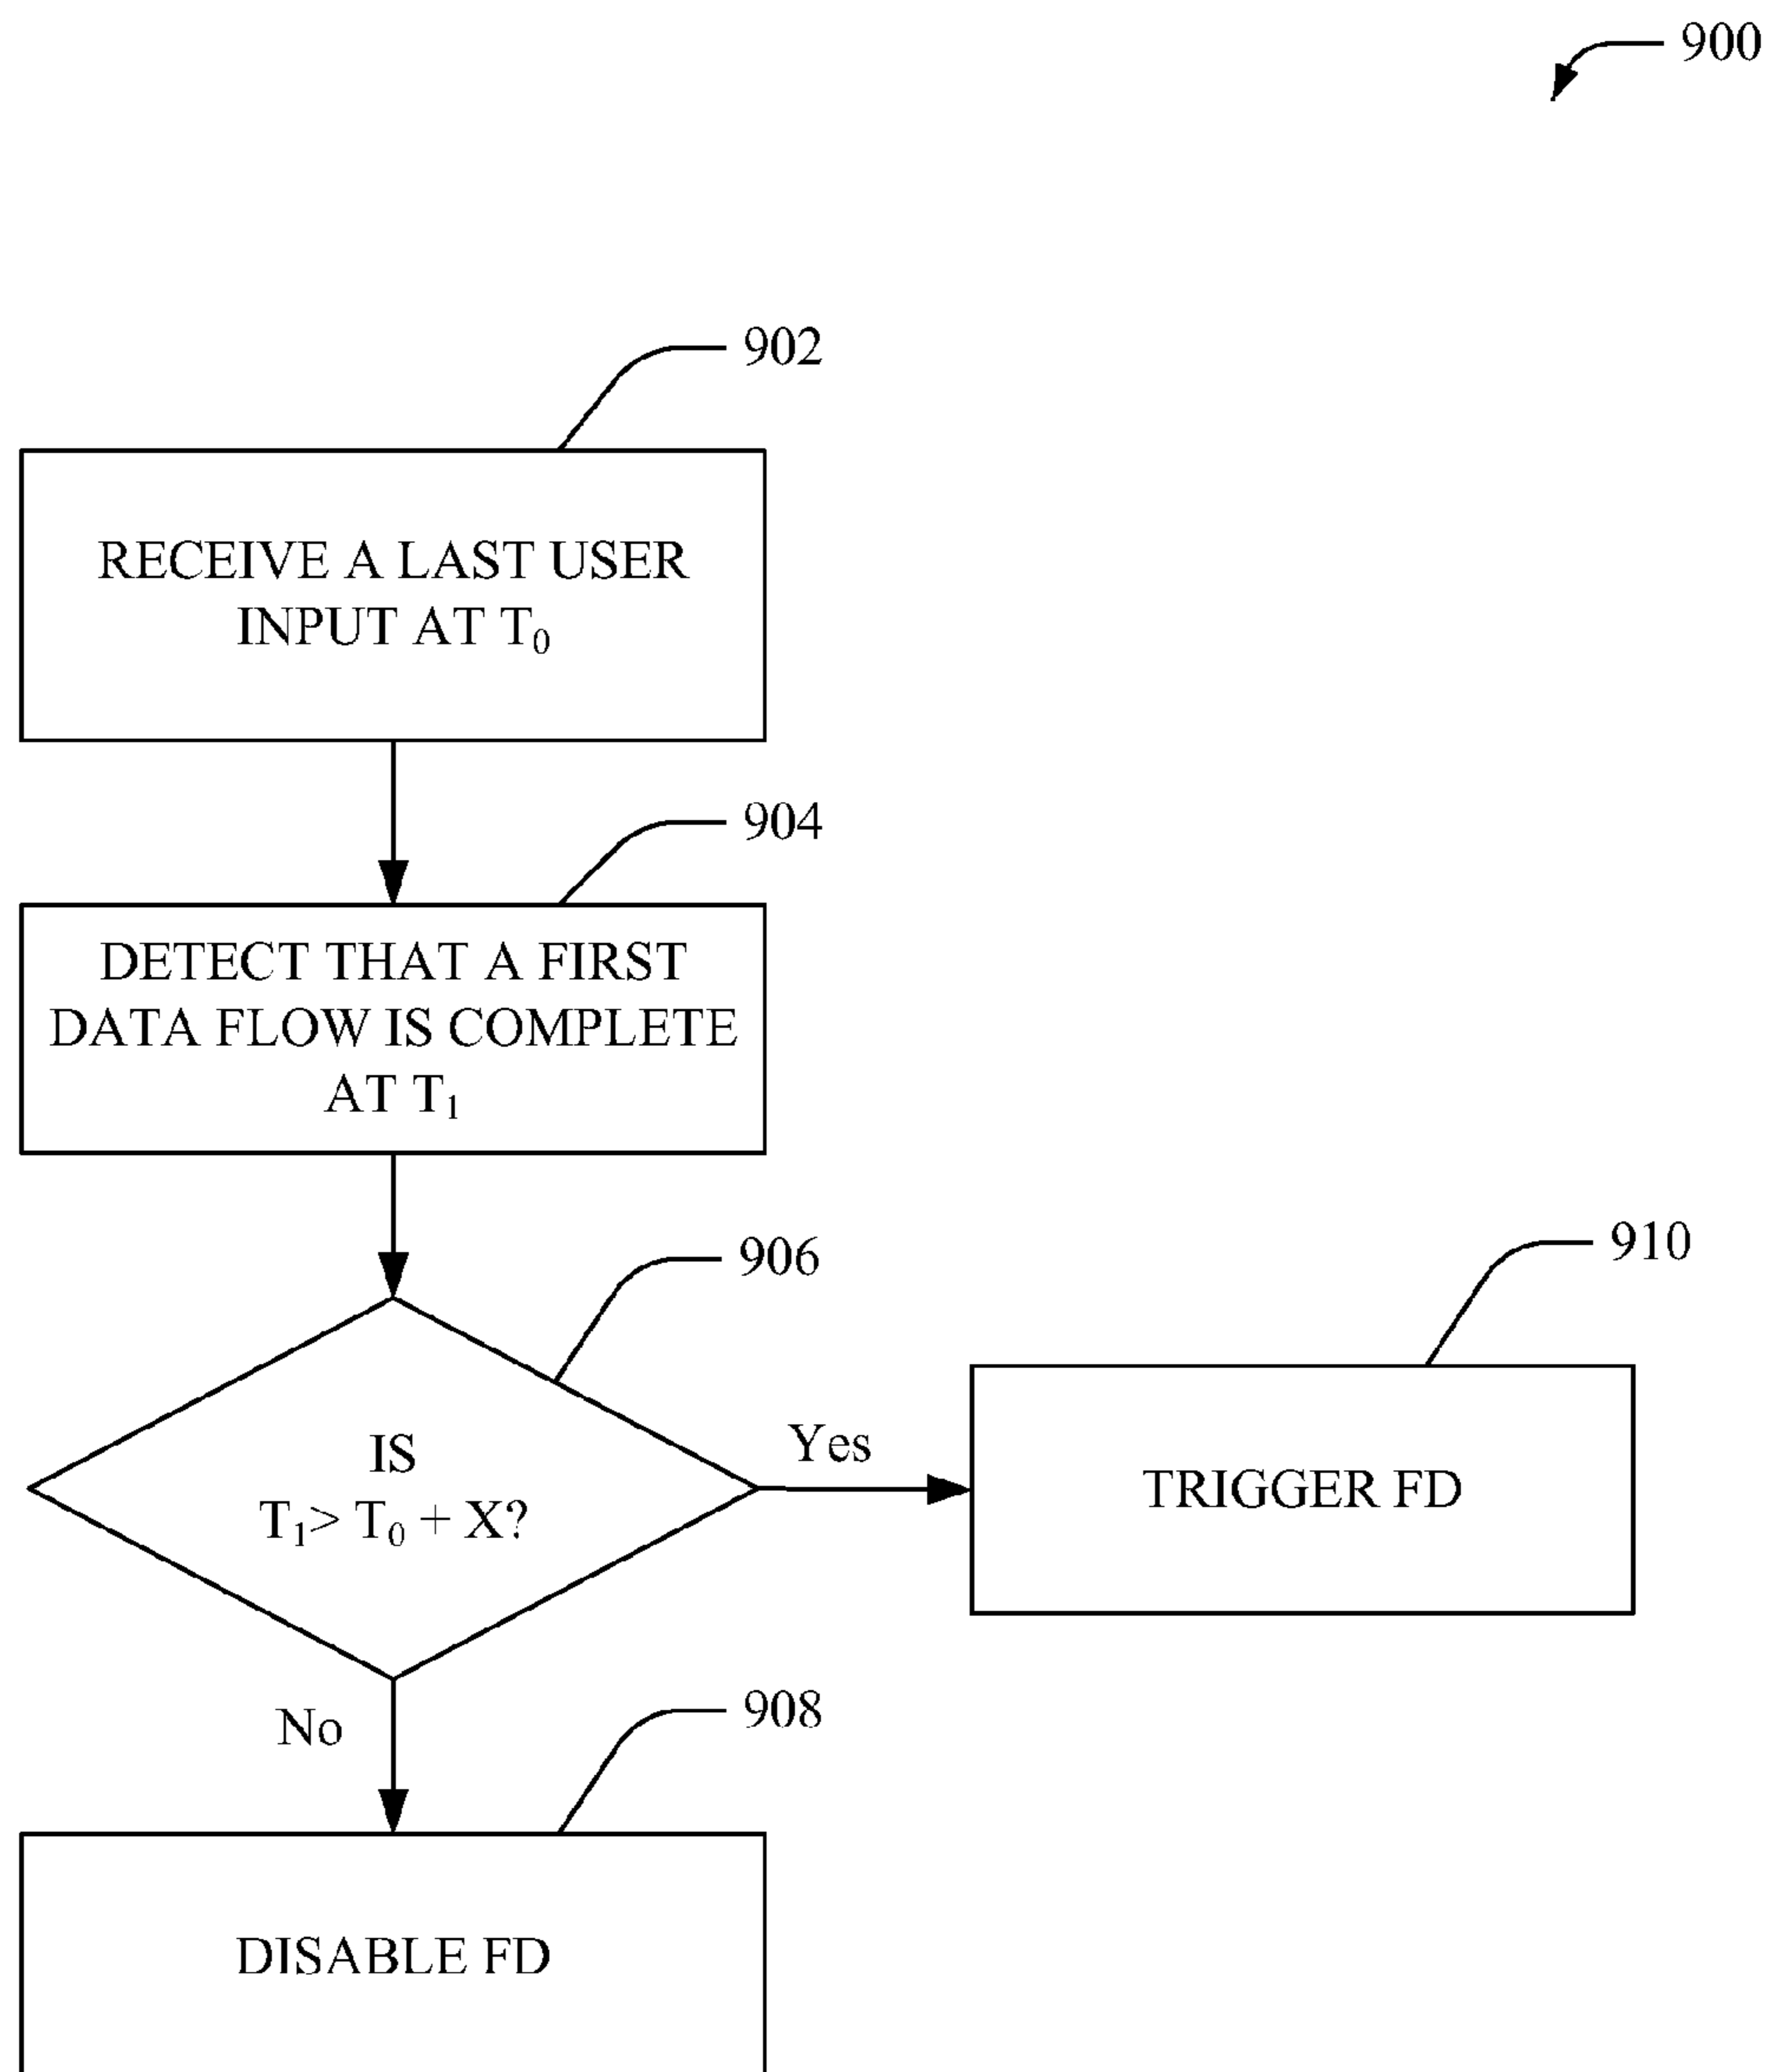 900
902
RECEIVE A LAST USER
INPUT AT T₀
904
DETECT THAT A FIRST
DATA FLOW IS COMPLETE
AT T₁
906
910
IS
T₁> T₀ + X?
Yes
TRIGGER FD
No
908
DISABLE FD